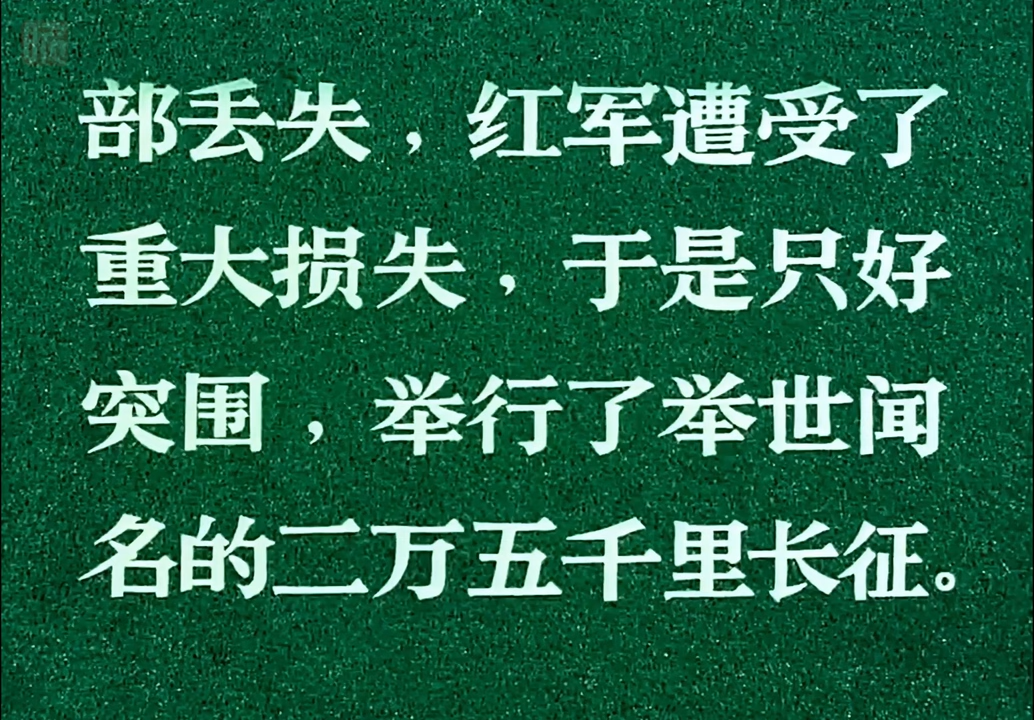 部丢失，红军遭受了
重大损失，于是只好
突围，举行了举世闻
名的二万五千里长征。